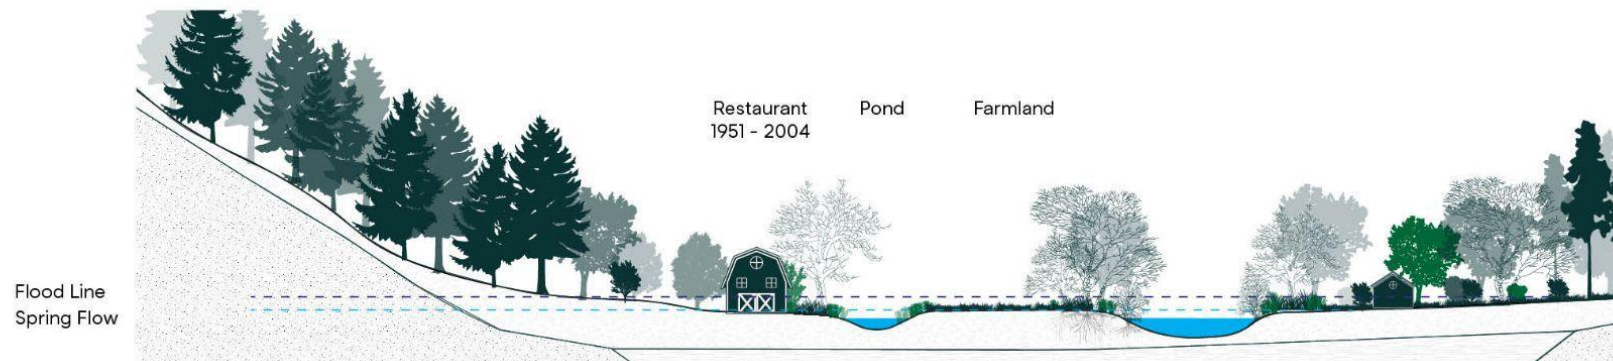 Restaurant
1951 - 2004
Pond
Farmland
Flood Line
Spring Flow